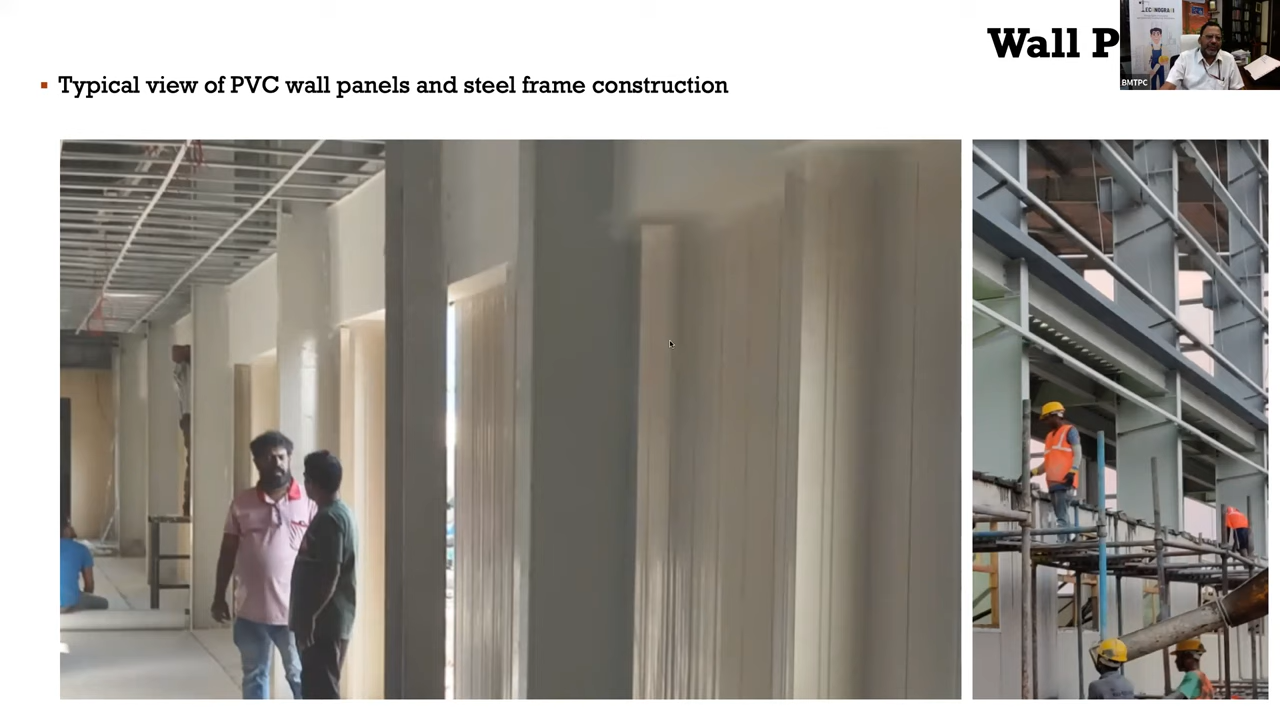 Wall P
Typical view of PVC wall panels and steel frame construction
BMTPC